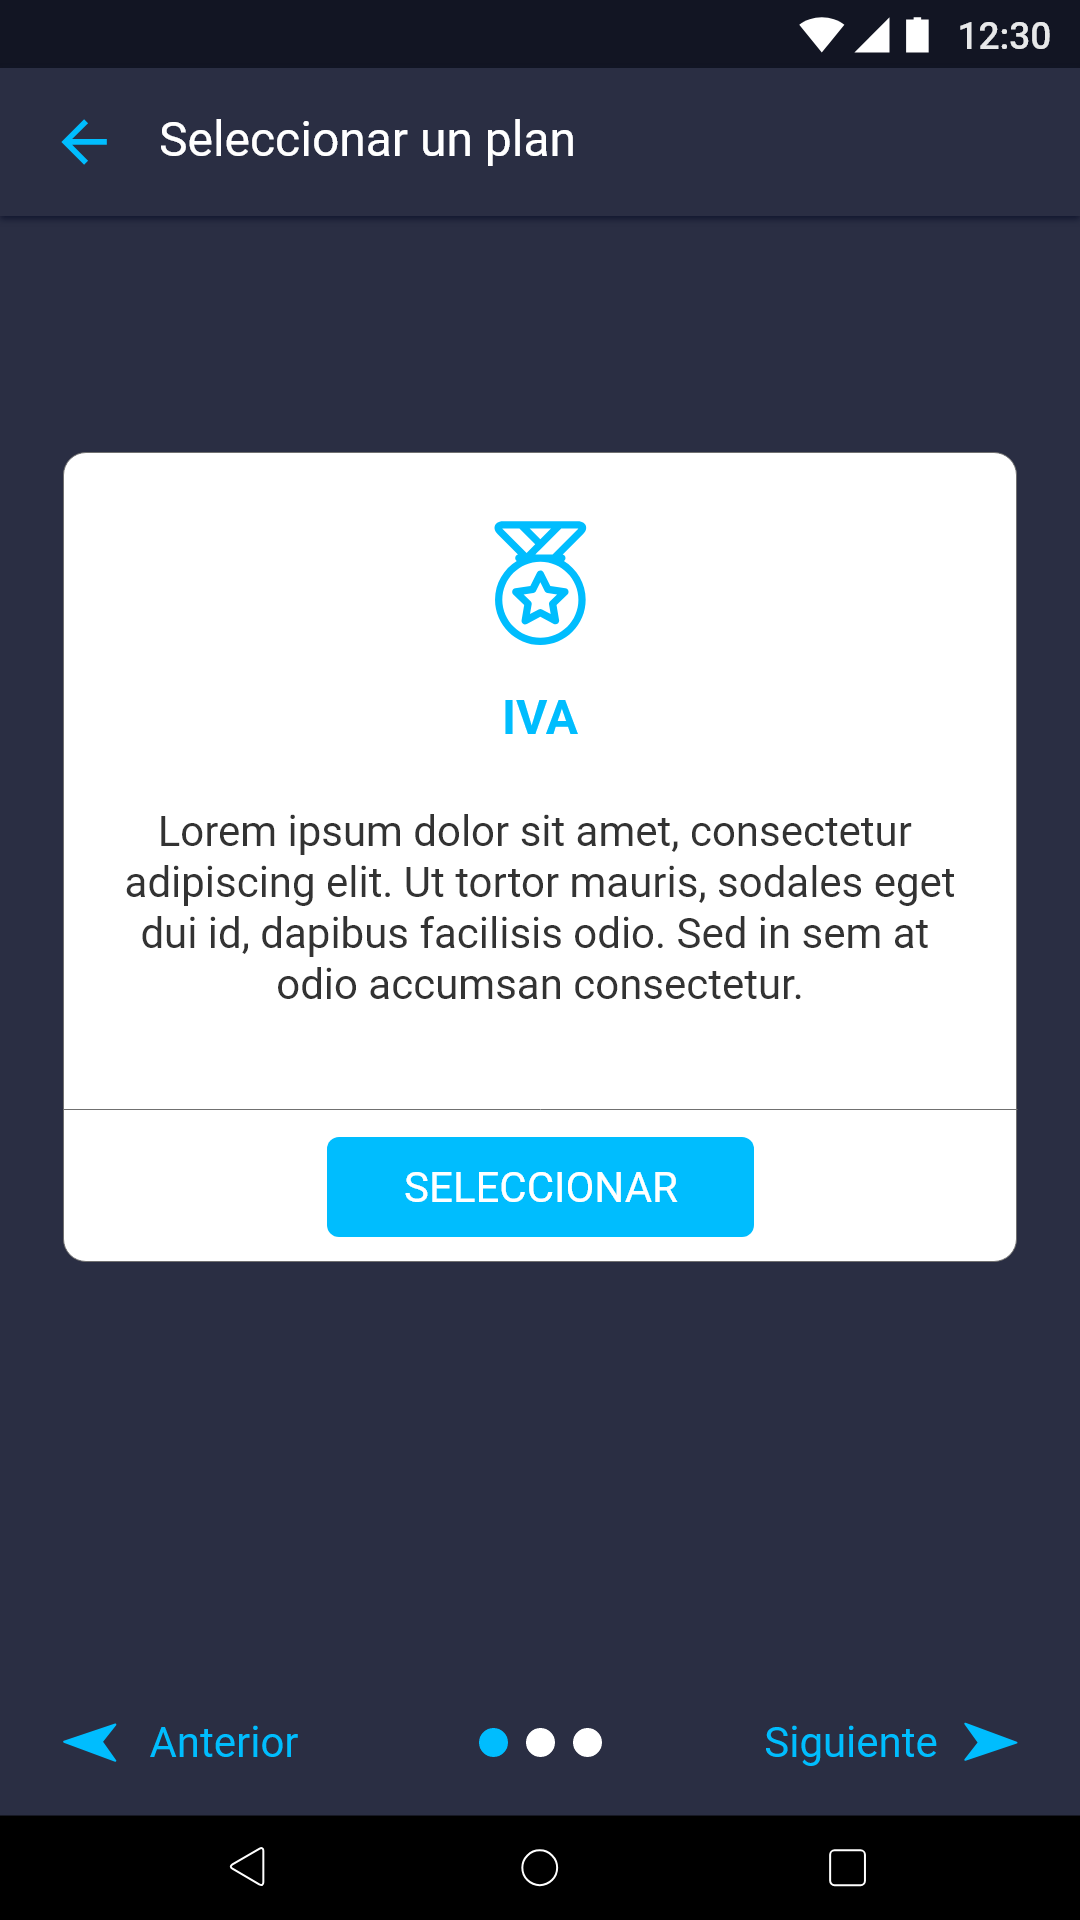 12:30
Seleccionar un plan
IVA
Lorem ipsum dolor sit amet, consectetur
adipiscing elit. Ut tortor mauris, sodales eget
dui id, dapibus facilisis odio. Sed in sem at
odio accumsan consectetur.
SELECCIONAR
Anterior
Siguiente